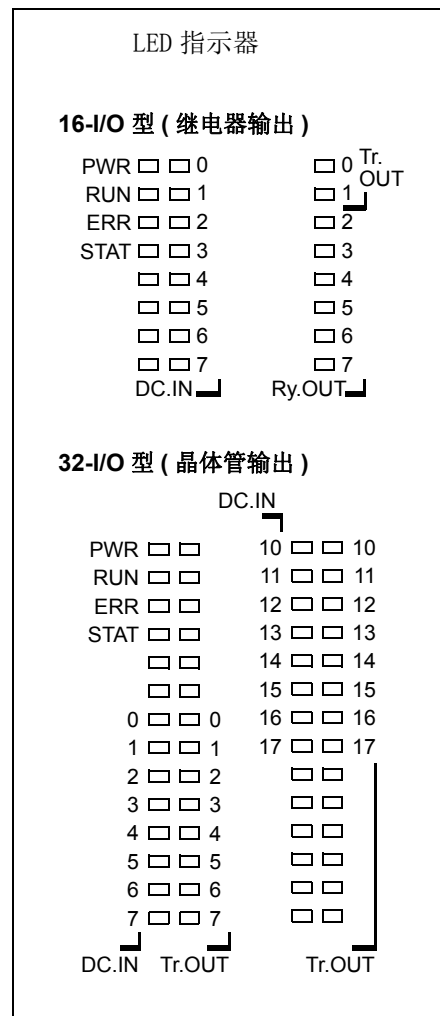 LED 指示器
16-I/O 型 ( 继电器输出 )
PWR 0 0 Tr.
OUT
RUN 1 1
ERR 2 2
STAT 3 3
4 4
5 5
6 6
7 7
DC.IN Ry.OUT
32-I/O 型 ( 晶体管输出 )
DC.IN
PWR 10 10
RUN 11 11
ERR 12 12
STAT 13 13
14 14
15 15
0 0 16 16
1 1 17 17
2 2
3 3
4 4
5 5
6 6
7 7
DC.IN Tr.OUT Tr.OUT